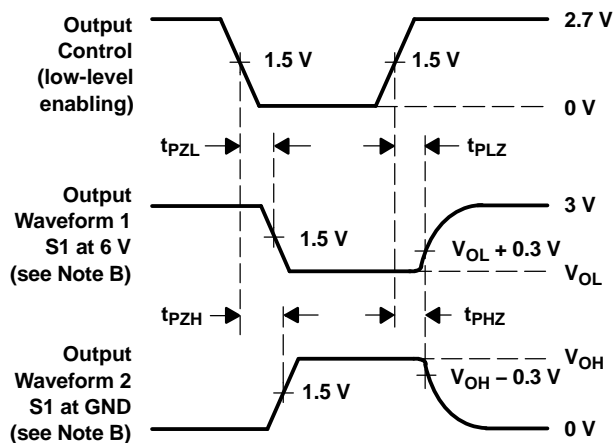 Output
Control
(low-level
enabling)
2.7 V
1.5 V
1.5 V
0 V
tPZL
tPLZ
Output
Waveform 1
S1 at 6 V
(see Note B)
3 V
1.5 V
VOL + 0.3 V
VOL
tPZH
tPHZ
Output
Waveform 2
S1 at GND
(see Note B)
VOH
VOH − 0.3 V
1.5 V
0 V